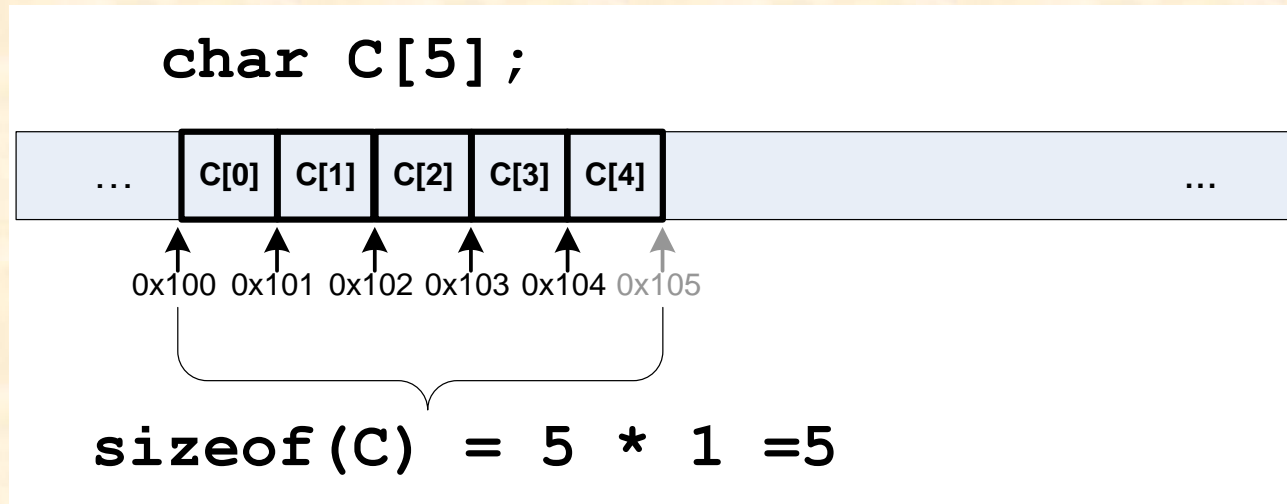 char C[5];
... C[0] C[1] C[2] C[3] C[4] ...
0x100 0x101 0x102 0x103 0x104 0x105
sizeof(C) = 5 * 1 =5